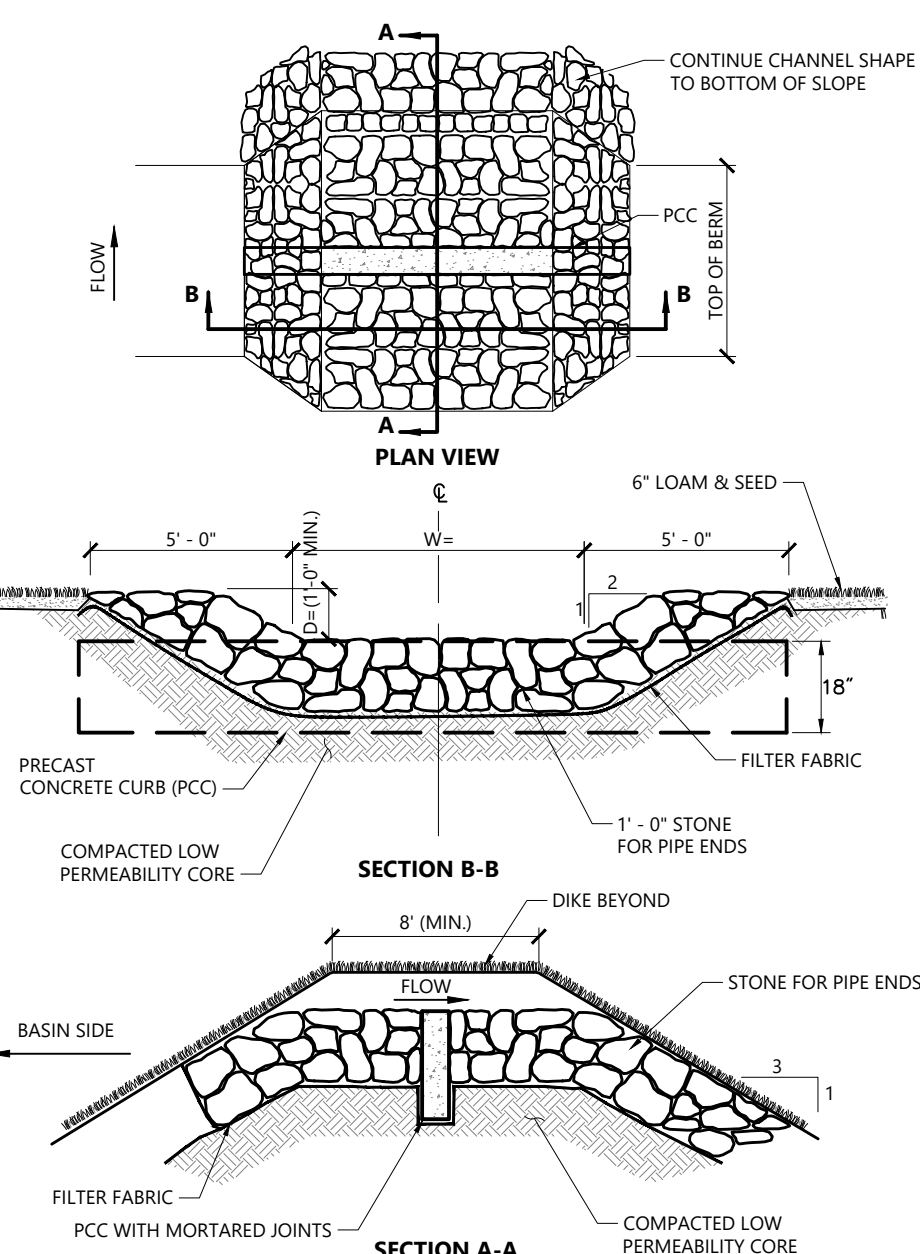 A
CONTINUE CHANNEL SHAPE
TO BOTTOM OF SLOPE
PCC
FLOW
TOP OF BERM
B
B
A
PLAN VIEW
℄
6" LOAM & SEED
5' - 0"
W=
5' - 0"
D= (1'-0" MIN.)
2
1
18"
PRECAST
CONCRETE CURB (PCC)
FILTER FABRIC
1' - 0" STONE
FOR PIPE ENDS
COMPACTED LOW
PERMEABILITY CORE
SECTION B-B
DIKE BEYOND
8' (MIN.)
FLOW
STONE FOR PIPE ENDS
BASIN SIDE
3
1
FILTER FABRIC
PCC WITH MORTARED JOINTS
COMPACTED LOW
PERMEABILITY CORE
SECTION A-A